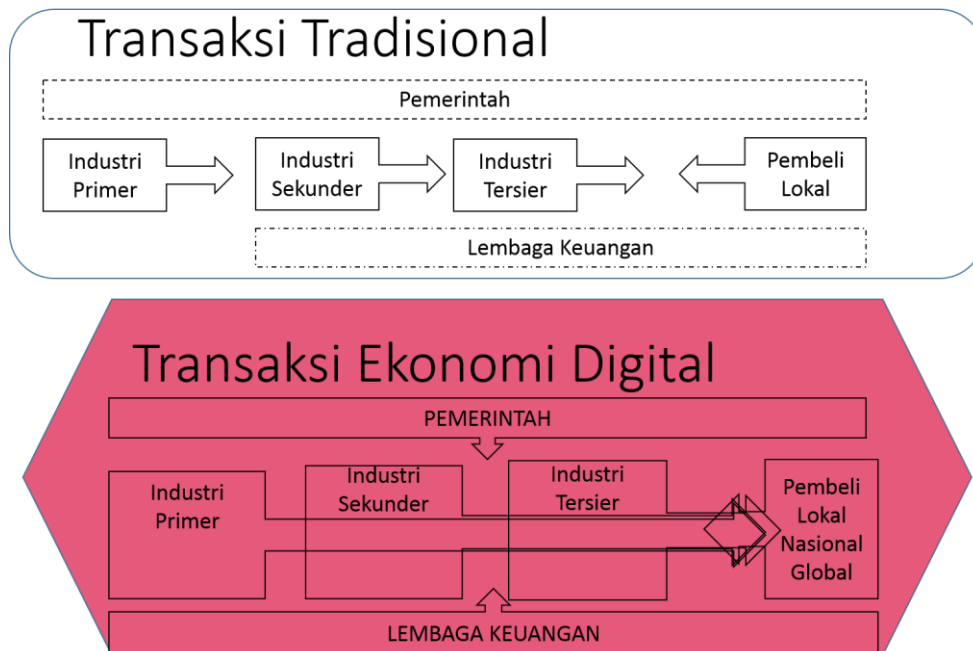 Transaksi Tradisional
Pemerintah
Industri
Primer
Industri
Sekunder
Industri
Tersier
Pembeli
Lokal
Lembaga Keuangan
Transaksi Ekonomi Digital
PEMERINTAH
Industri
Primer
Industri
Sekunder
Industri
Tersier
Pembeli
Lokal
Nasional
Global
LEMBAGA KEUANGAN